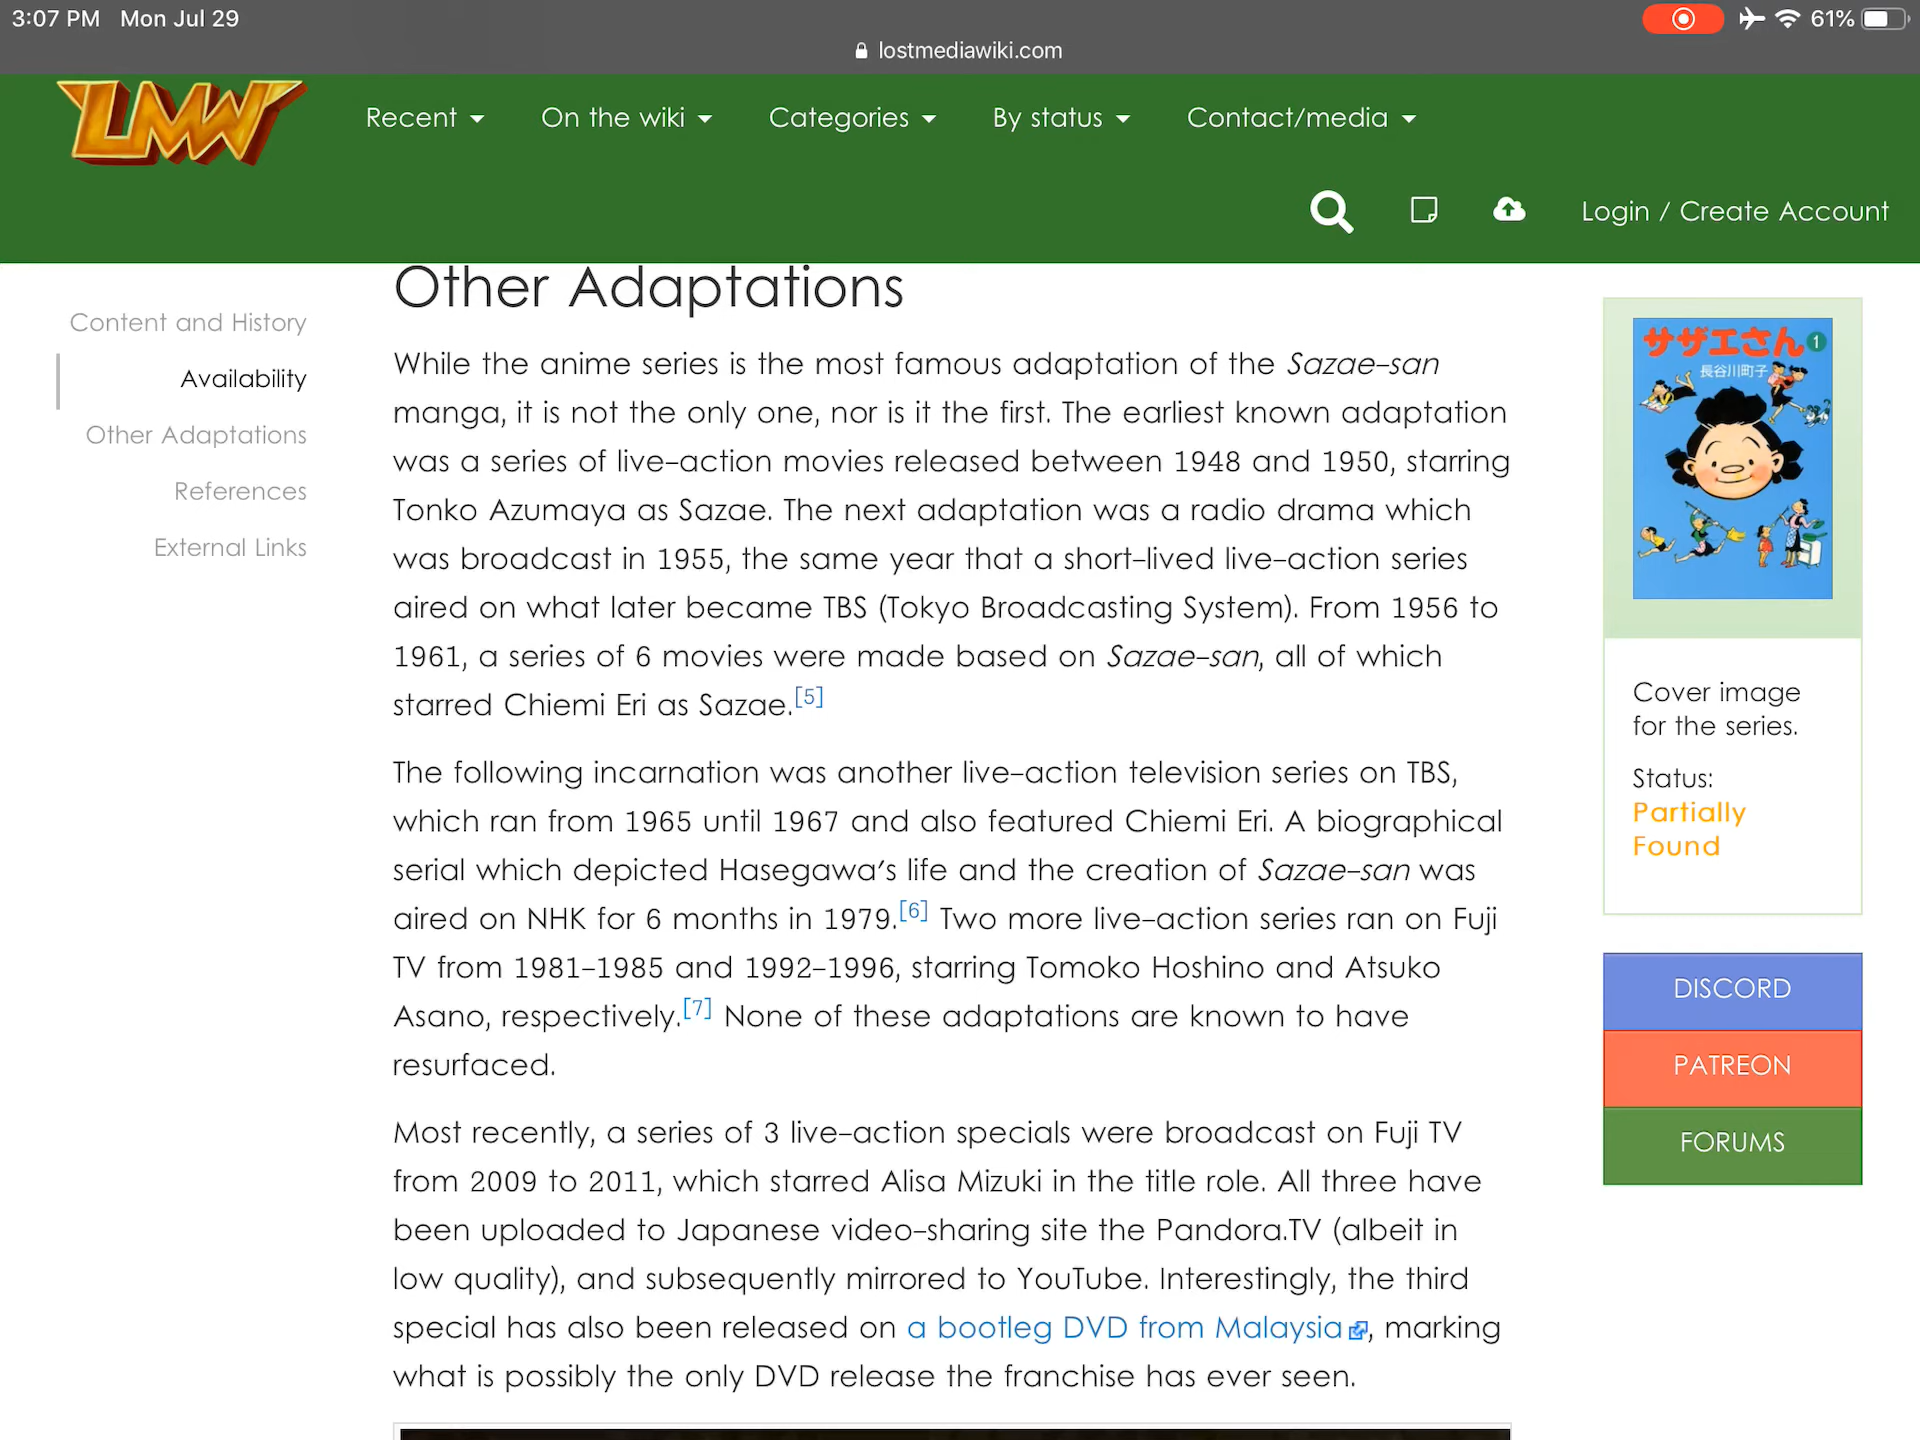 3:07 PM Mon Jul 29
61%
lostmediawiki.com
LMW
Recent
On the wiki
Categories
By status
Contact/media
Login / Create Account
Content and History
Availability
Other Adaptations
References
External Links
Other Adaptations
While the anime series is the most famous adaptation of the Sazae-san
manga, it is not the only one, nor is it the first. The earliest known adaptation
was a series of live-action movies released between 1948 and 1950, starring
Tonko Azumaya as Sazae. The next adaptation was a radio drama which
was broadcast in 1955, the same year that a short-lived live-action series
aired on what later became TBS (Tokyo Broadcasting System). From 1956 to
1961, a series of 6 movies were made based on Sazae-san, all of which
starred Chiemi Eri as Sazae.[5]
The following incarnation was another live-action television series on TBS,
which ran from 1965 until 1967 and also featured Chiemi Eri. A biographical
serial which depicted Hasegawa's life and the creation of Sazae-san was
aired on NHK for 6 months in 1979.[6] Two more live-action series ran on Fuji
TV from 1981-1985 and 1992-1996, starring Tomoko Hoshino and Atsuko
Asano, respectively.[7] None of these adaptations are known to have
resurfaced.
Most recently, a series of 3 live-action specials were broadcast on Fuji TV
from 2009 to 2011, which starred Alisa Mizuki in the title role. All three have
been uploaded to Japanese video-sharing site the Pandora.TV (albeit in
low quality), and subsequently mirrored to YouTube. Interestingly, the third
special has also been released on a bootleg DVD from Malaysia, marking
what is possibly the only DVD release the franchise has ever seen.
サザエさん 1
長谷川町子
Cover image
for the series.
Status:
Partially
Found
DISCORD
PATREON
FORUMS